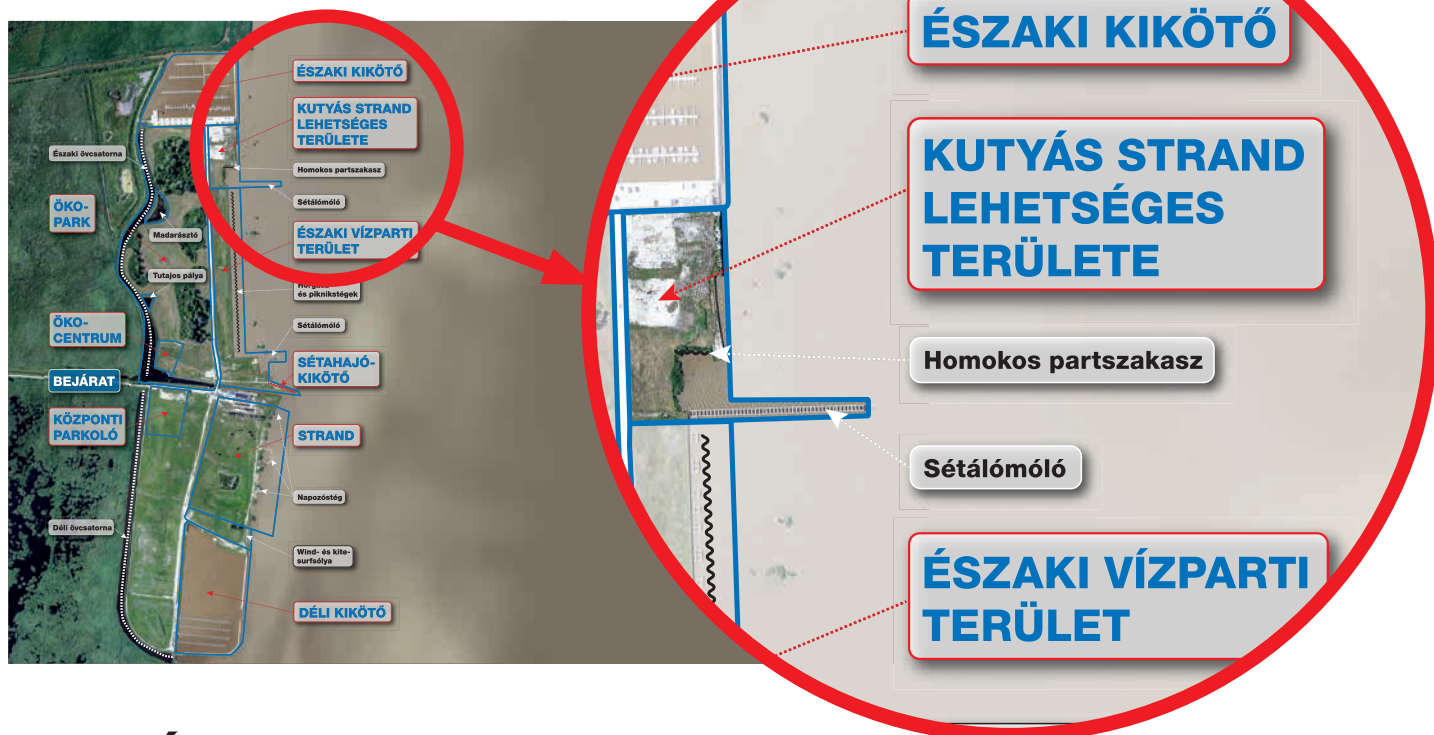 ÉSZAKI KIKÖTŐ
KUTYÁS STRAND
LEHETSÉGES
TERÜLETE
Északi övcsatorna
Homokos partszakasz
ÖKO-
PARK
Sétálómóló
Madarásztó
ÉSZAKI VÍZPARTI
TERÜLET
Tutajos pálya
és piknikstégek
ÖKO-
CENTRUM
Sétálómóló
SÉTAHAJÓ-
KIKÖTŐ
BEJÁRAT
KÖZPONTI
PARKOLÓ
STRAND
Napozóstég
Déli övcsatorna
Wind- és kite-
surfsólya
DÉLI KIKÖTŐ
ÉSZAKI KIKÖTŐ
KUTYÁS STRAND
LEHETSÉGES
TERÜLETE
Homokos partszakasz
Sétálómóló
ÉSZAKI VÍZPARTI
TERÜLET